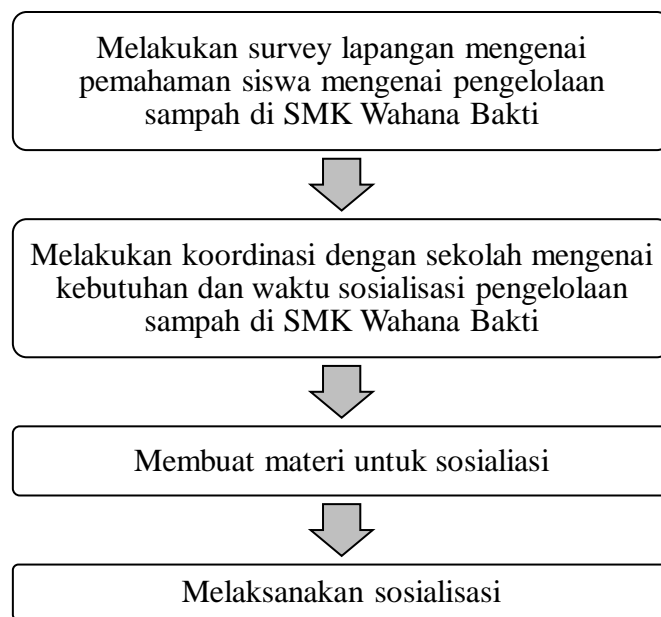 Melakukan survey lapangan mengenai
pemahaman siswa mengenai pengelolaan
sampah di SMK Wahana Bakti
Melakukan koordinasi dengan sekolah mengenai
kebutuhan dan waktu sosialisasi pengelolaan
sampah di SMK Wahana Bakti
Membuat materi untuk sosialiasi
Melaksanakan sosialisasi